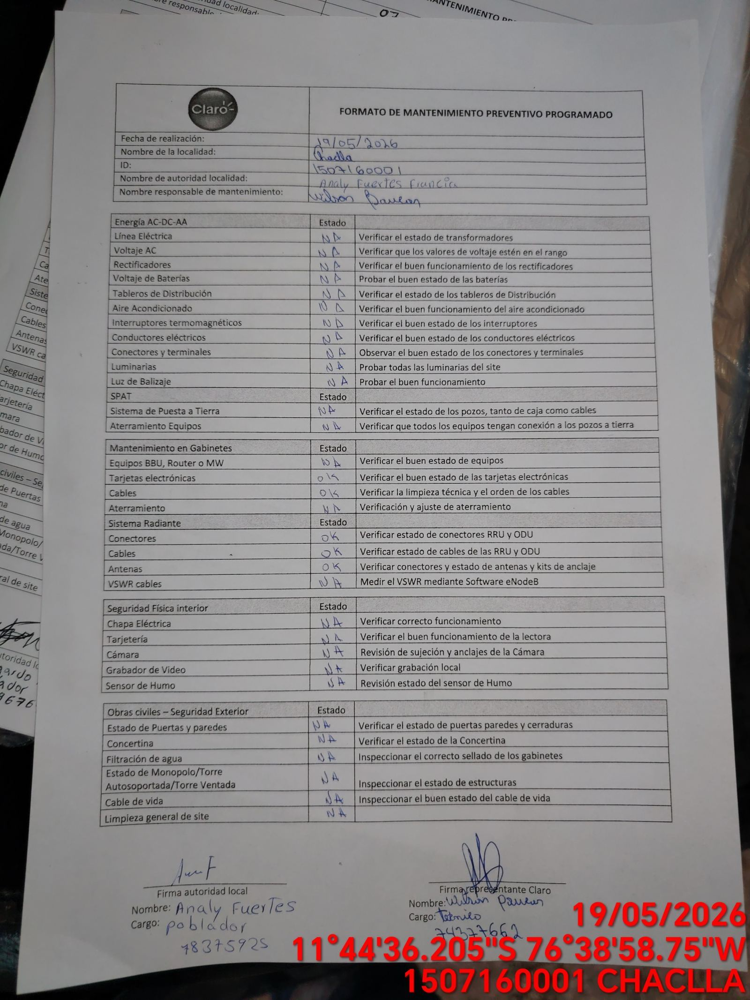 Claro
FORMATO DE MANTENIMIENTO PREVENTIVO PROGRAMADO
Fecha de realización: 19/05/2026
Nombre de la localidad: Chaclla
ID: 1507160001
Nombre de autoridad localidad: Analy Fuertes Francia
Nombre responsable de mantenimiento: Wilson Paucar
Energía AC-DC-AA Estado
Línea Eléctrica NA Verificar el estado de transformadores
Voltaje AC NA Verificar que los valores de voltaje estén en el rango
Rectificadores NA Verificar el buen funcionamiento de los rectificadores
Voltaje de Baterías NA Probar el buen estado de las baterías
Tableros de Distribución NA Verificar el estado de los tableros de Distribución
Aire Acondicionado NA Verificar el buen funcionamiento del aire acondicionado
Interruptores termomagnéticos NA Verificar el buen estado de los interruptores
Conductores eléctricos NA Verificar el buen estado de los conductores eléctricos
Conectores y terminales NA Observar el buen estado de los conectores y terminales
Luminarias NA Probar todas las luminarias del site
Luz de Balizaje NA Probar el buen funcionamiento
SPAT Estado
Sistema de Puesta a Tierra NA Verificar el estado de los pozos, tanto de caja como cables
Aterramiento Equipos NA Verificar que todos los equipos tengan conexión a los pozos a tierra
Mantenimiento en Gabinetes Estado
Equipos BBU, Router o MW NA Verificar el buen estado de equipos
Tarjetas electrónicas OK Verificar el buen estado de las tarjetas electrónicas
Cables OK Verificar la limpieza técnica y el orden de los cables
Aterramiento NA Verificación y ajuste de aterramiento
Sistema Radiante Estado
Conectores OK Verificar estado de conectores RRU y ODU
Cables OK Verificar estado de cables de las RRU y ODU
Antenas OK Verificar conectores y estado de antenas y kits de anclaje
VSWR cables NA Medir el VSWR mediante Software eNodeB
Seguridad Física interior Estado
Chapa Eléctrica NA Verificar correcto funcionamiento
Tarjetería NA Verificar el buen funcionamiento de la lectora
Cámara NA Revisión de sujeción y anclajes de la Cámara
Grabador de Video NA Verificar grabación local
Sensor de Humo NA Revisión estado del sensor de Humo
Obras civiles – Seguridad Exterior Estado
Estado de Puertas y paredes NA Verificar el estado de puertas paredes y cerraduras
Concertina NA Verificar el estado de la Concertina
Filtración de agua NA Inspeccionar el correcto sellado de los gabinetes
Estado de Monopolo/Torre
Autosoportada/Torre Ventada NA Inspeccionar el estado de estructuras
Cable de vida NA Inspeccionar el buen estado del cable de vida
Limpieza general de site NA
Firma autoridad local
Nombre: Analy Fuertes
Cargo: poblador
78375925
Firma representante Claro
Nombre: Wilson Paucar
Cargo: Técnico
74377662
19/05/2026
11°44'36.205"S 76°38'58.75"W
1507160001 CHACLLA